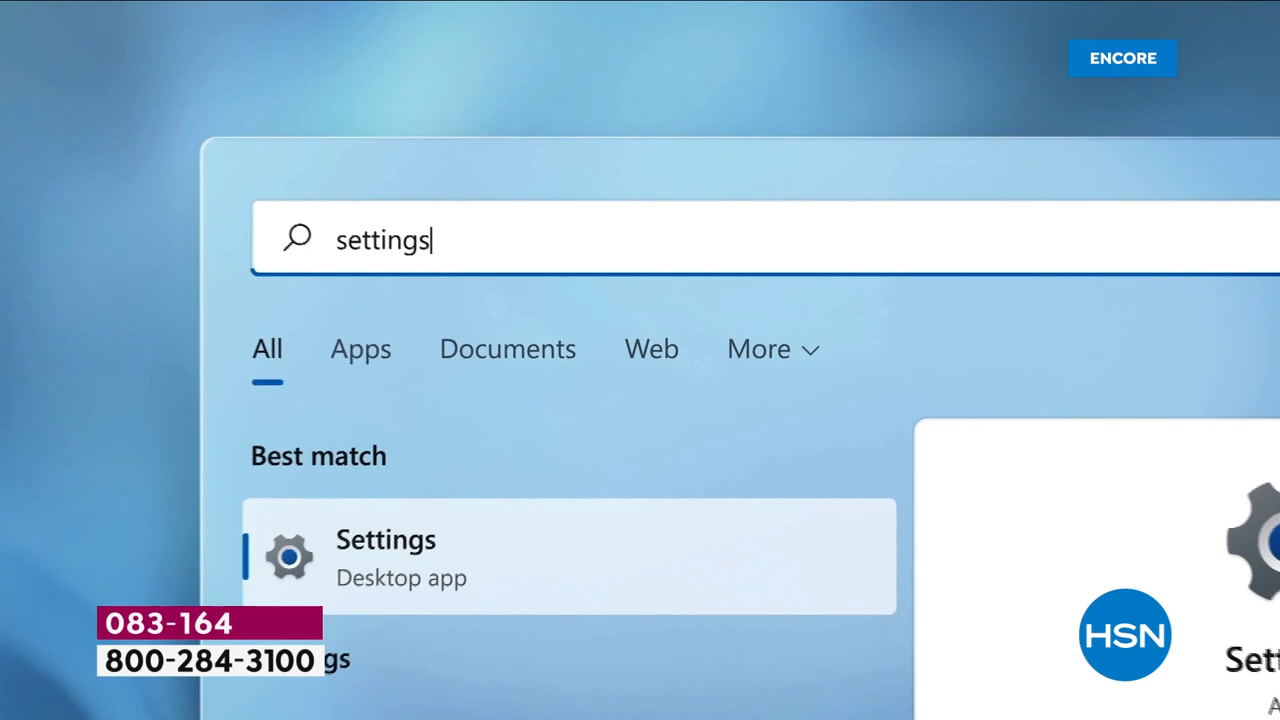 ENCORE
settings
All Apps Documents Web More
Best match
Settings
Desktop app
083-164
800-284-3100
gs
HSN
Sett
A